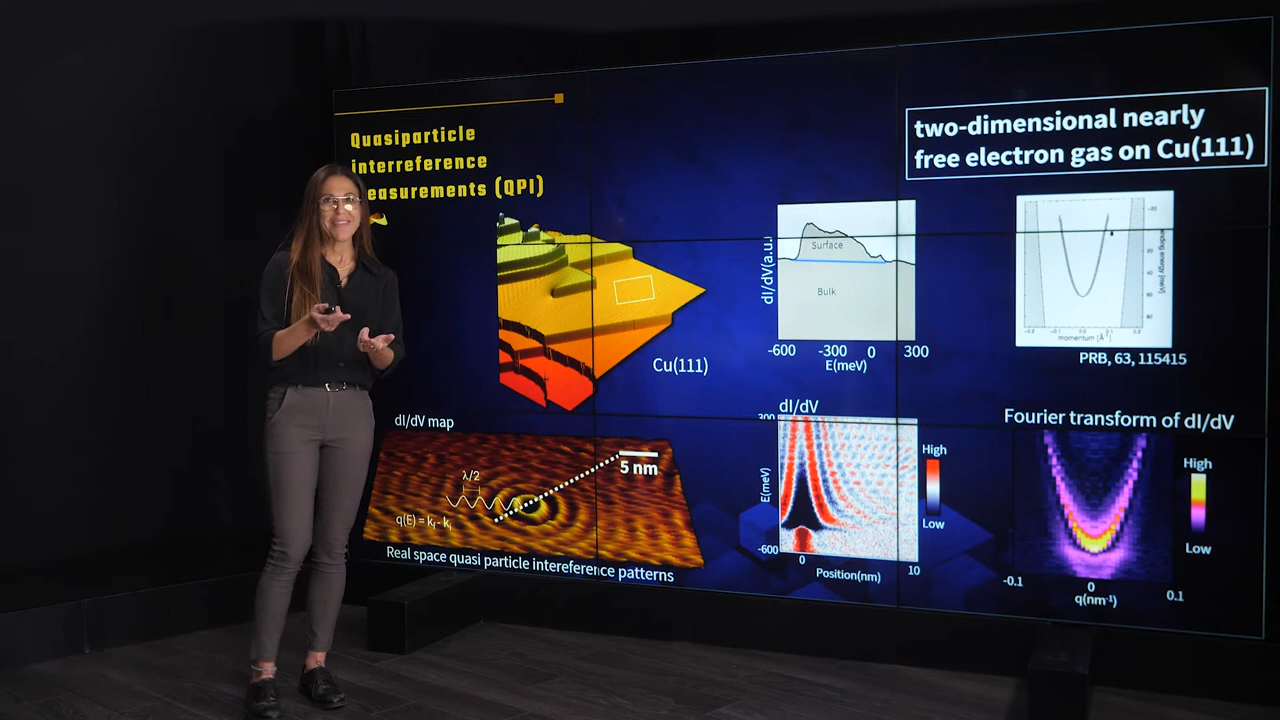 Quasiparticle
interreference
easurements (QPI)
two-dimensional nearly
free electron gas on Cu(111)
Cu(111)
dI/dV(a.u.
Surface
Bulk
-600
-300
0
300
E(meV)
momentum [Å
PRB, 63, 115415
dI/dV map
λ/2
5 nm
q(E) = kf - ki
Real space quasi particle intereference patterns
dI/dV
300
E(meV)
-600
0
10
Position(nm)
High
Low
Fourier transform of dI/dV
High
Low
-0.1
0
0.1
q(nm⁻¹)